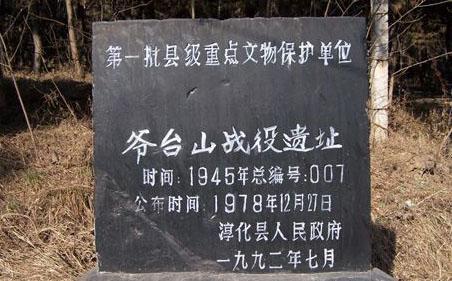 第一批县级重点文物保护单位
爷台山战役遗址
时间:1945年总编号:007
公布时间:1978年12月27日
淳化县人民政府
一九九二年七月